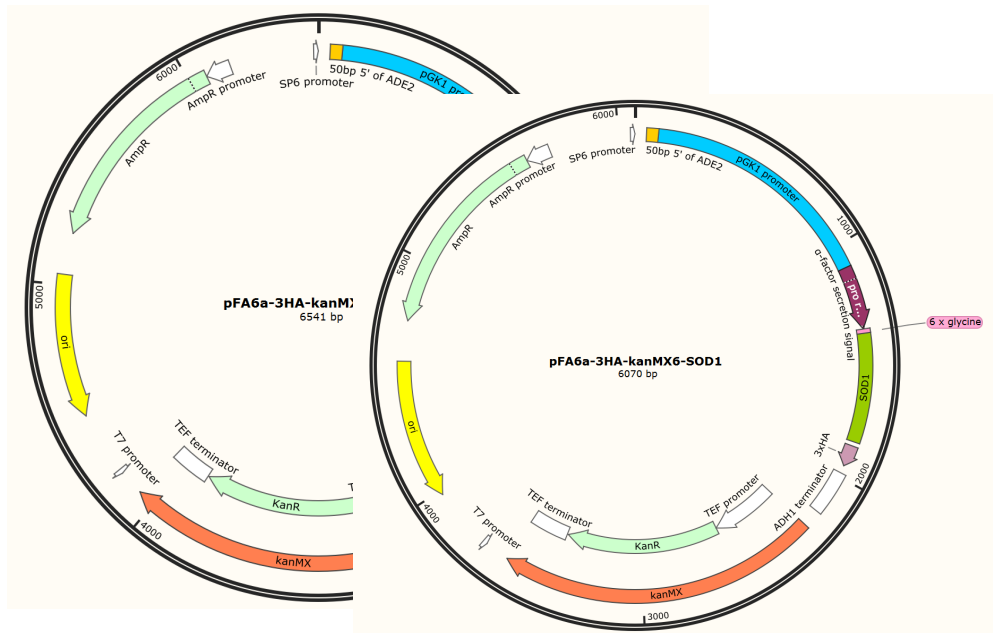 6000
AmpR promoter
SP6 promoter
50bp 5' of ADE2
pGK1 pr
AmpR
5000
pFA6a-3HA-kanMX
6541 bp
ori
T7 promoter
TEF terminator
KanR
T
4000
kanMX
6000
SP6 promoter
50bp 5' of ADE2
pGK1 promoter
AmpR promoter
AmpR
1000
5000
α-factor secretion signal
pro r...
6 x glycine
pFA6a-3HA-kanMX6-SOD1
6070 bp
SOD1
ori
3xHA
2000
ADH1 terminator
TEF promoter
TEF terminator
4000
T7 promoter
KanR
kanMX
3000